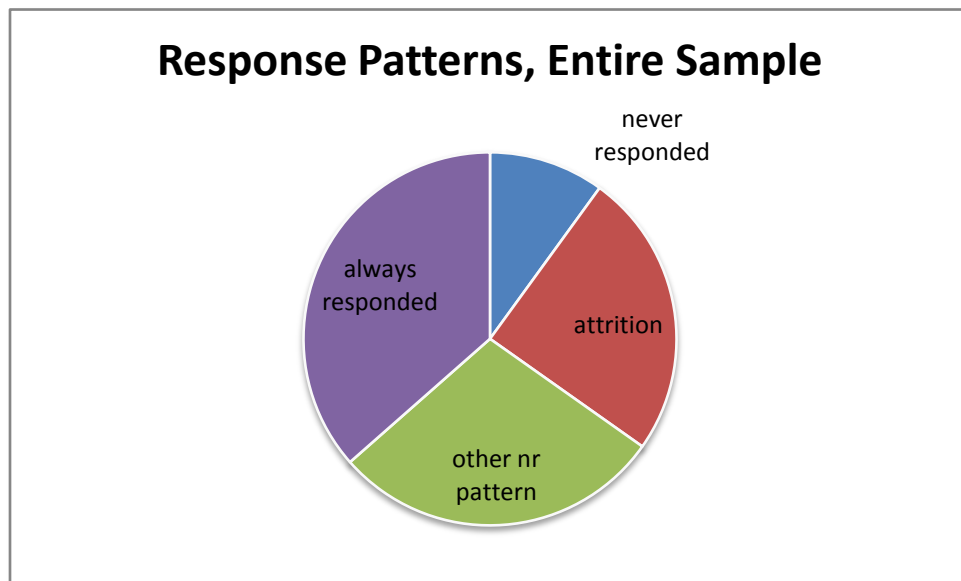 Response Patterns, Entire Sample
never
responded
always
responded
attrition
other nr
pattern